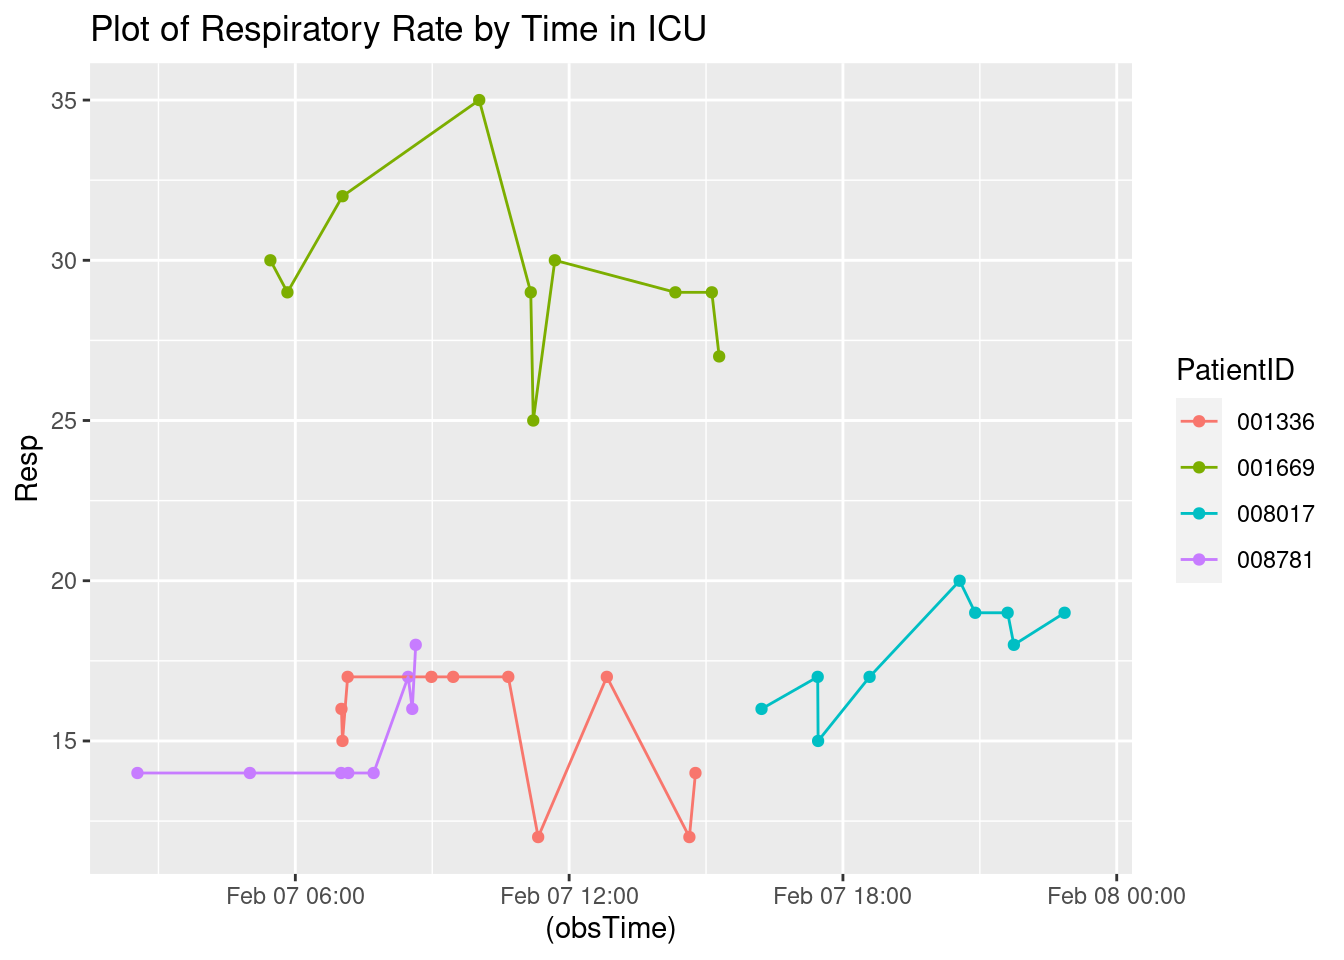 Plot of Respiratory Rate by Time in ICU
35
30
25
20
15
Resp
Feb 07 06:00
Feb 07 12:00
Feb 07 18:00
Feb 08 00:00
(obsTime)
PatientID
001336
001669
008017
008781